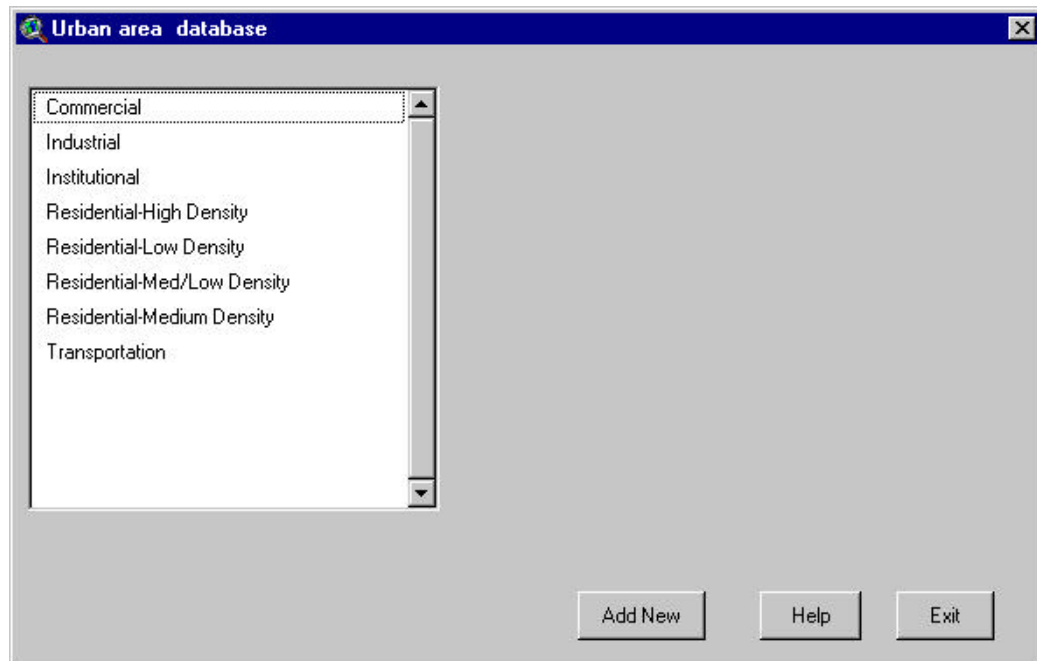 Urban area  database
Commercial
Industrial
Institutional
Residential-High Density
Residential-Low Density
Residential-Med/Low Density
Residential-Medium Density
Transportation
Add New
Help
Exit